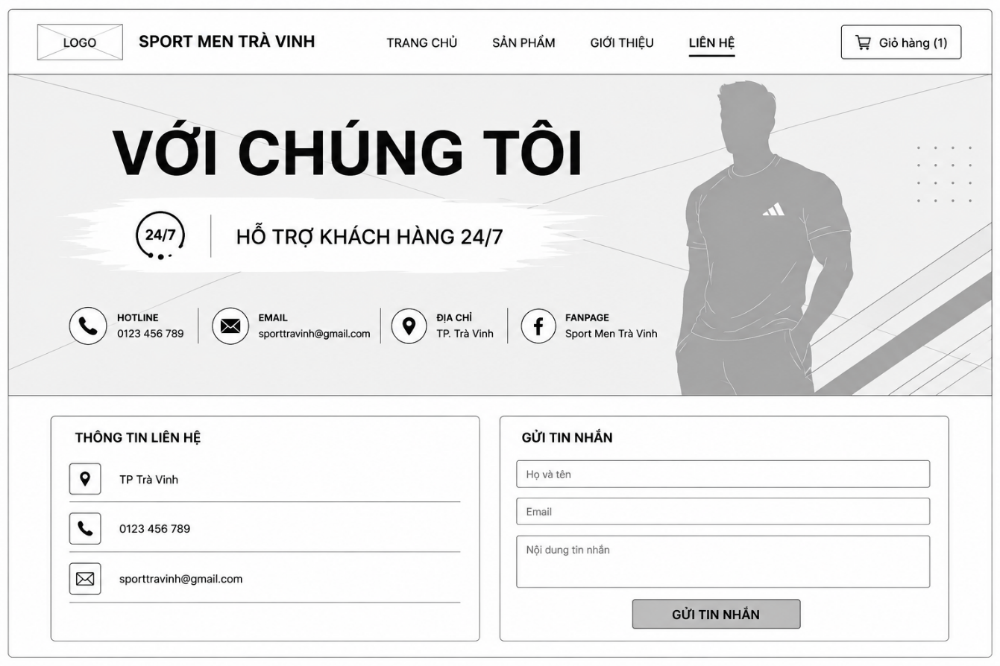 LOGO
SPORT MEN TRÀ VINH
TRANG CHỦ
SẢN PHẨM
GIỚI THIỆU
LIÊN HỆ
Giỏ hàng (1)
VỚI CHÚNG TÔI
24/7
HỖ TRỢ KHÁCH HÀNG 24/7
HOTLINE
0123 456 789
EMAIL
sporttravinh@gmail.com
ĐỊA CHỈ
TP. Trà Vinh
FANPAGE
Sport Men Trà Vinh
THÔNG TIN LIÊN HỆ
TP Trà Vinh
0123 456 789
sporttravinh@gmail.com
GỬI TIN NHẮN
Họ và tên
Email
Nội dung tin nhắn
GỬI TIN NHẮN